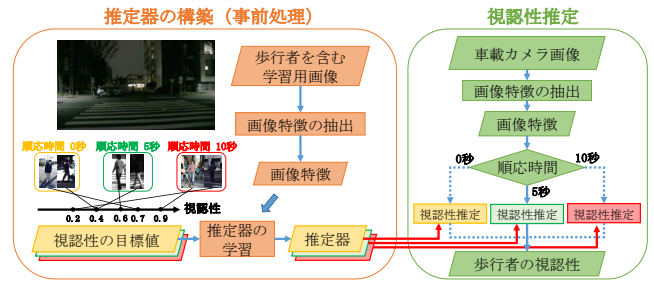 推定器の構築（事前処理）
歩行者を含む
学習用画像
画像特徴の抽出
画像特徴
順応時間 0秒
順応時間 5秒
順応時間 10秒
視認性
0.2
0.4
0.6
0.7
0.9
視認性の目標値
推定器の
学習
推定器
視認性推定
車載カメラ画像
画像特徴の抽出
画像特徴
順応時間
0秒
10秒
5秒
視認性推定
視認性推定
視認性推定
歩行者の視認性